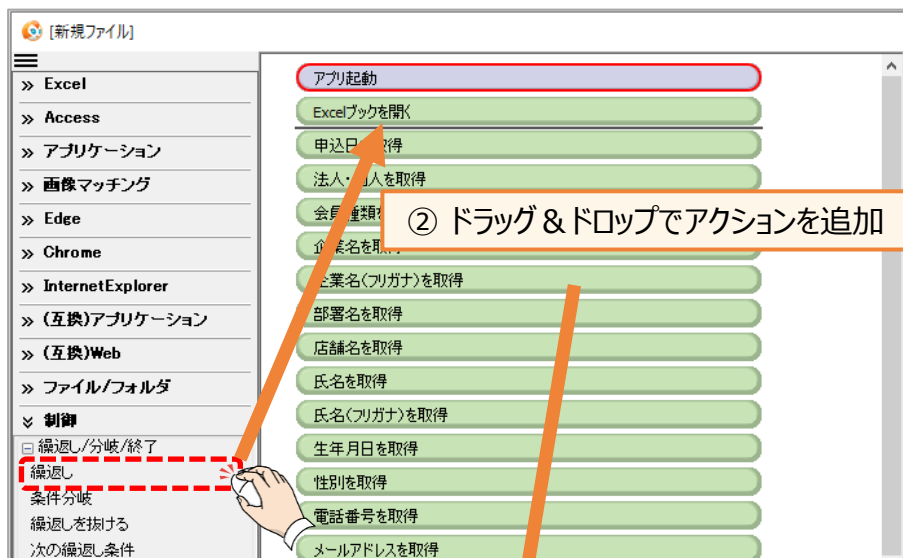 [新規ファイル]
» Excel
» Access
» アプリケーション
» 画像マッチング
» Edge
» Chrome
» InternetExplorer
» (互換)アプリケーション
» (互換)Web
» ファイル/フォルダ
制御
繰返し/分岐/終了
繰返し
条件分岐
繰返しを抜ける
次の繰返し条件
アプリ起動
Excelブックを開く
申込日 取得
法人・ 人を取得
会員種類
② ドラッグ&ドロップでアクションを追加
企業名を取
企業名(フリガナ)を取得
部署名を取得
店舗名を取得
氏名を取得
氏名(フリガナ)を取得
生年月日を取得
性別を取得
電話番号を取得
メールアドレスを取得